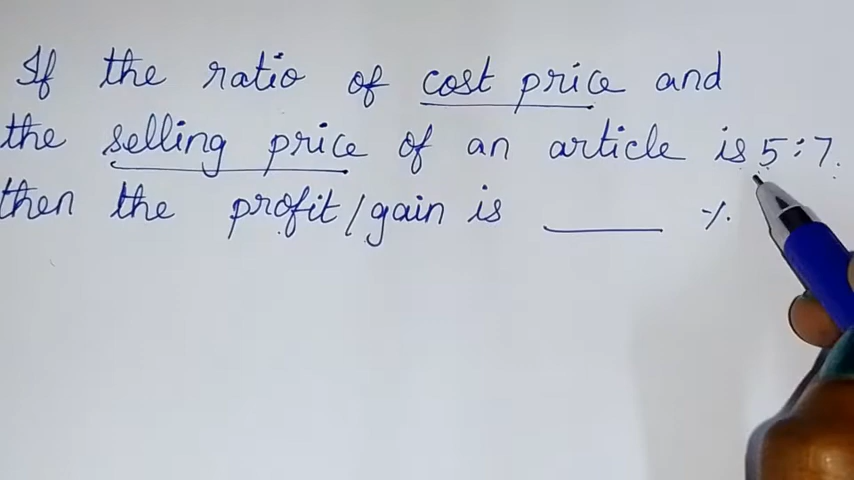 If the ratio of cost price and
the selling price of an article is 5:7.
then the profit/gain is ______ %